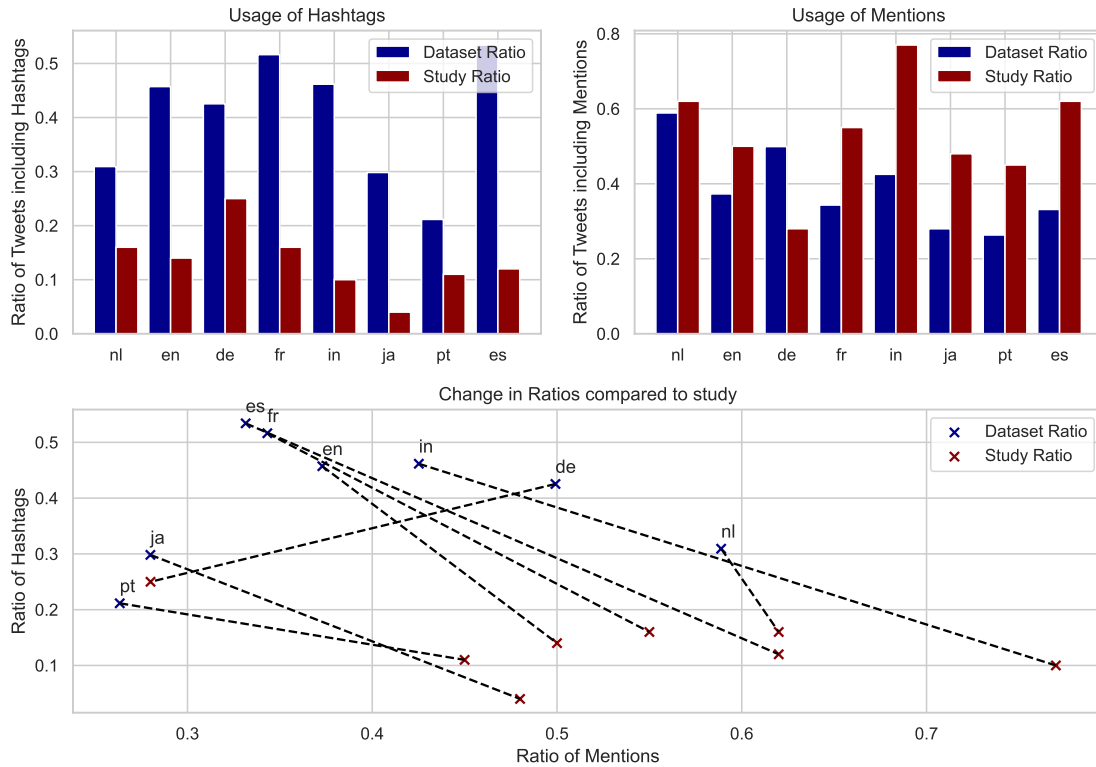 Usage of Hashtags
Ratio of Tweets including Hashtags
0.5
0.4
0.3
0.2
0.1
0.0
Dataset Ratio
Study Ratio
nl en de fr in ja pt es
Usage of Mentions
Ratio of Tweets including Mentions
0.8
0.6
0.4
0.2
0.0
Dataset Ratio
Study Ratio
nl en de fr in ja pt es
Change in Ratios compared to study
Ratio of Hashtags
0.5
0.4
0.3
0.2
0.1
es
fr
en
in
de
nl
ja
pt
Dataset Ratio
Study Ratio
0.3 0.4 0.5 0.6 0.7
Ratio of Mentions